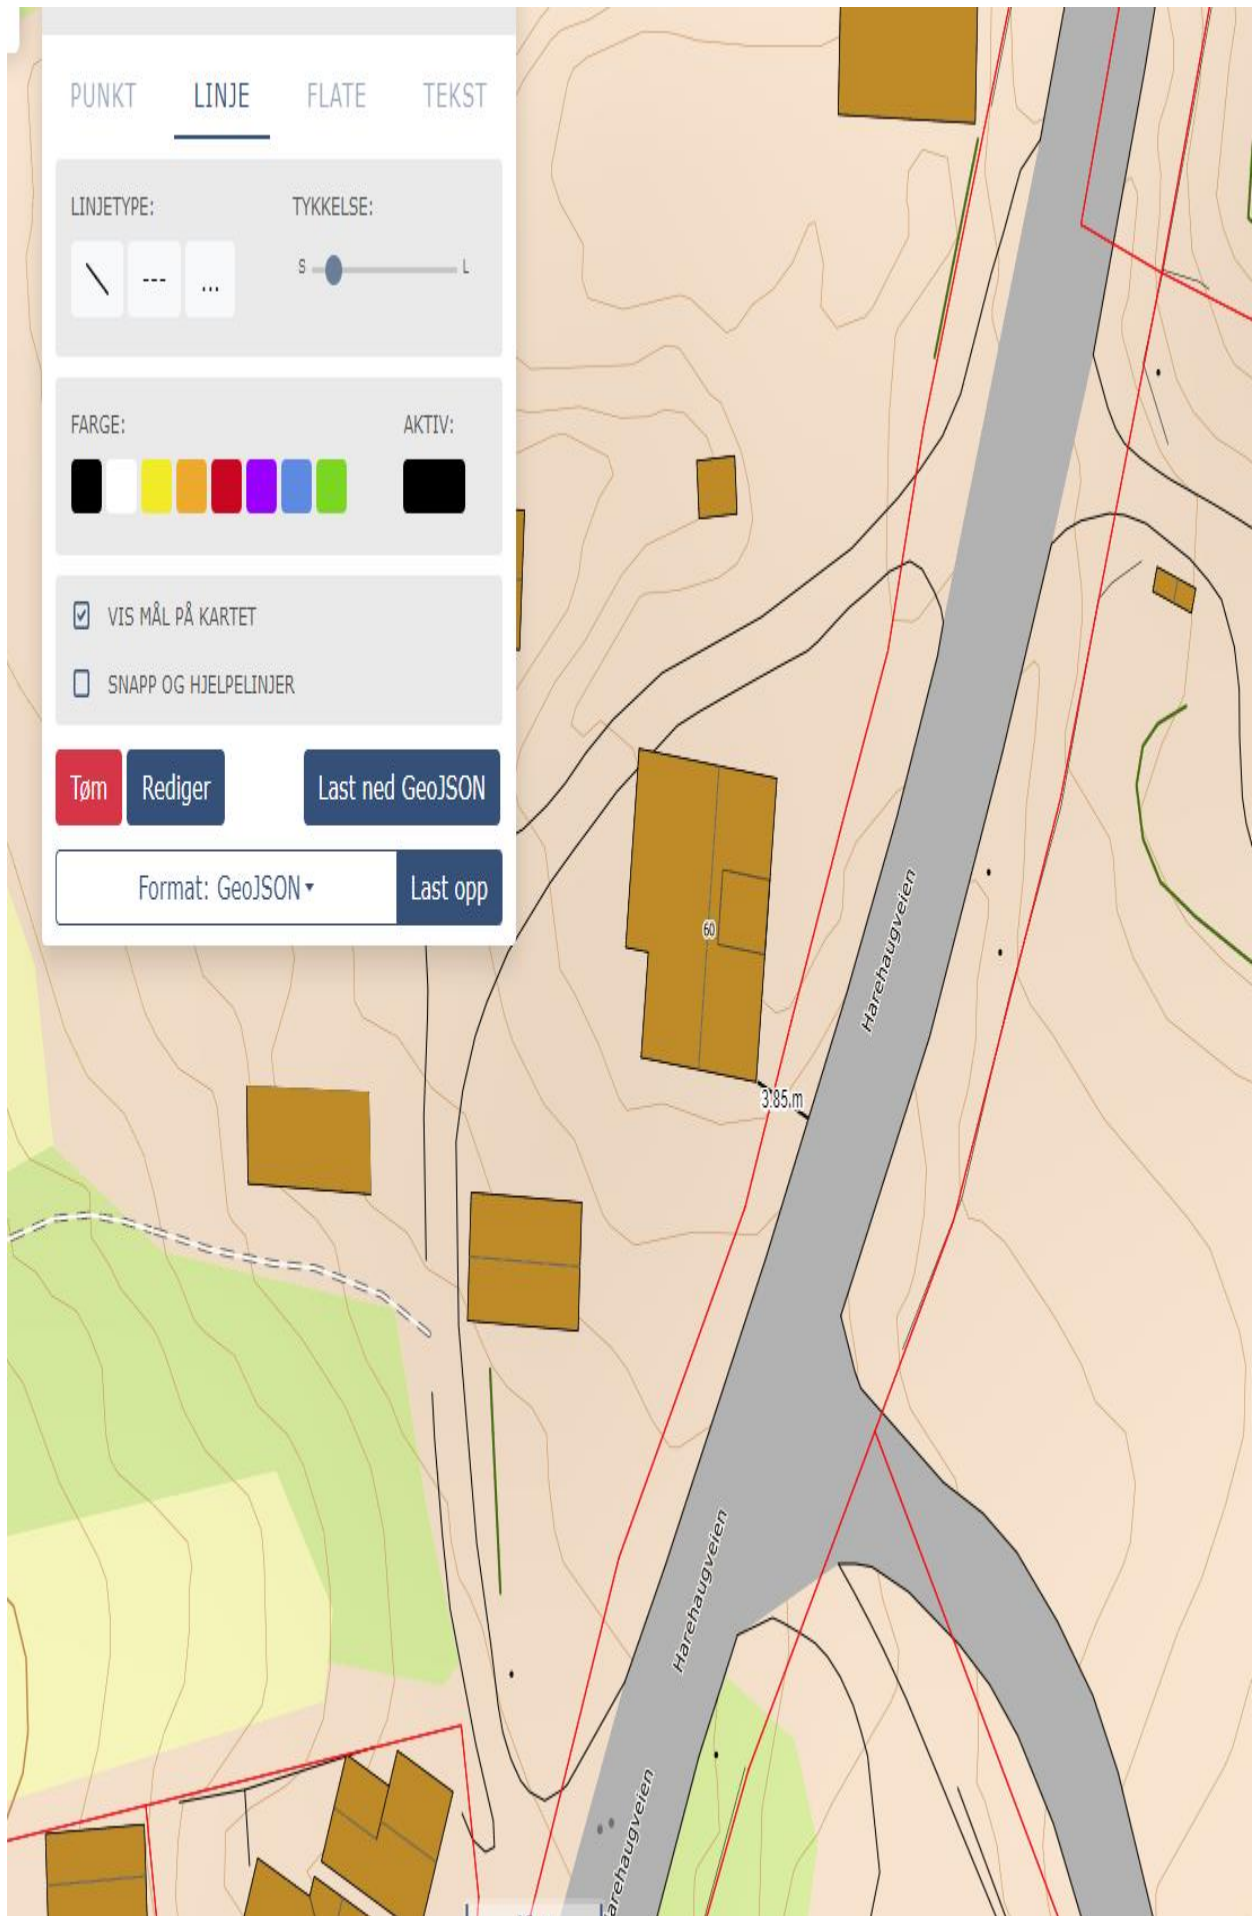 PUNKT LINJE FLATE TEKST
LINJETYPE: TYKKELSE:
--- ... S L
FARGE: AKTIV:
VIS MÅL PÅ KARTET
SNAPP OG HJELPELINJER
Tøm Rediger Last ned GeoJSON
Format: GeoJSON Last opp
60
Harehaugveien
3.85 m
Harehaugveien
arehaugveien